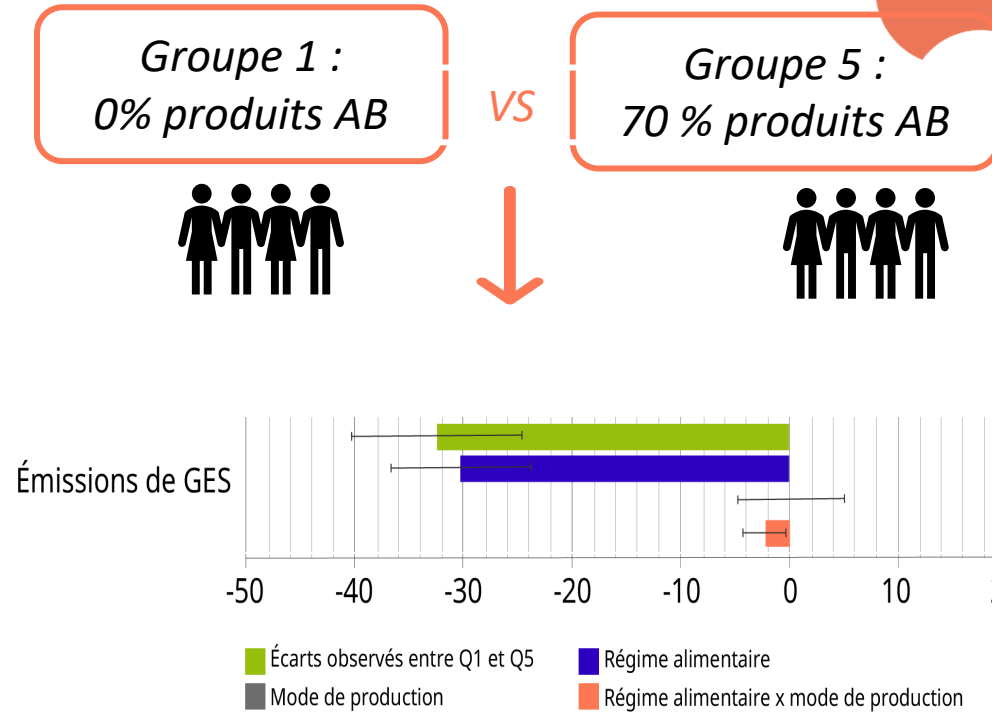 Groupe 1 :
0% produits AB
VS
Groupe 5 :
70 % produits AB
Émissions de GES
-50 -40 -30 -20 -10 0 10
Écarts observés entre Q1 et Q5
Régime alimentaire
Mode de production
Régime alimentaire x mode de production